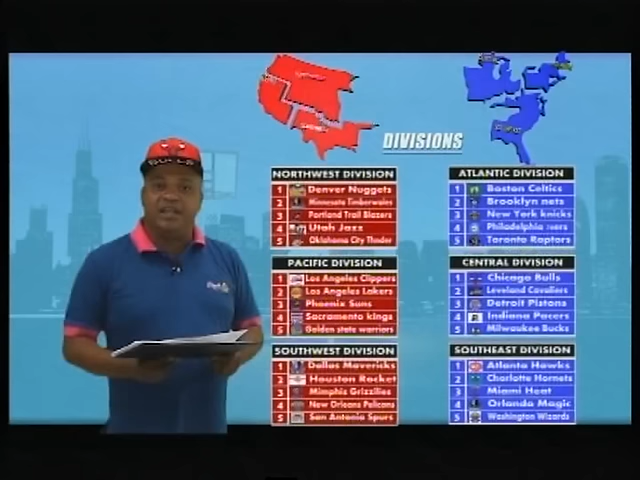 DIVISIONS
BULLS
NORTHWEST DIVISION
1 Denver Nuggets
2 Minnesota Timberwolves
3 Portland Trail Blazers
4 Utah Jazz
5 Oklahoma City Thnder
PACIFIC DIVISION
1 Los Angeles Clippers
2 Los Angeles Lakers
3 Phoenix Suns
4 Sacramento kings
5 Golden state warriors
SOUTHWEST DIVISION
1 Dallas Mavericks
2 Houston Rocket
3 Mimphis Grizzilies
4 New Orleans Pelicans
5 San Antonio Spurs
ATLANTIC DIVISION
1 Boston Celtics
2 Brooklyn nets
3 New York knicks
4 Philadelphia
5 Toronto Raptors
CENTRAL DIVISION
1 Chicago Bulls
2 Leveland Cavaliers
3 Detroit Pistons
4 Indiana Pacers
5 Milwaukee Bucks
SOUTHEAST DIVISION
1 Atlanta Hawks
2 Charlotte Hornets
3 Miami Heat
4 Orlando Magic
5 Washington Wizards